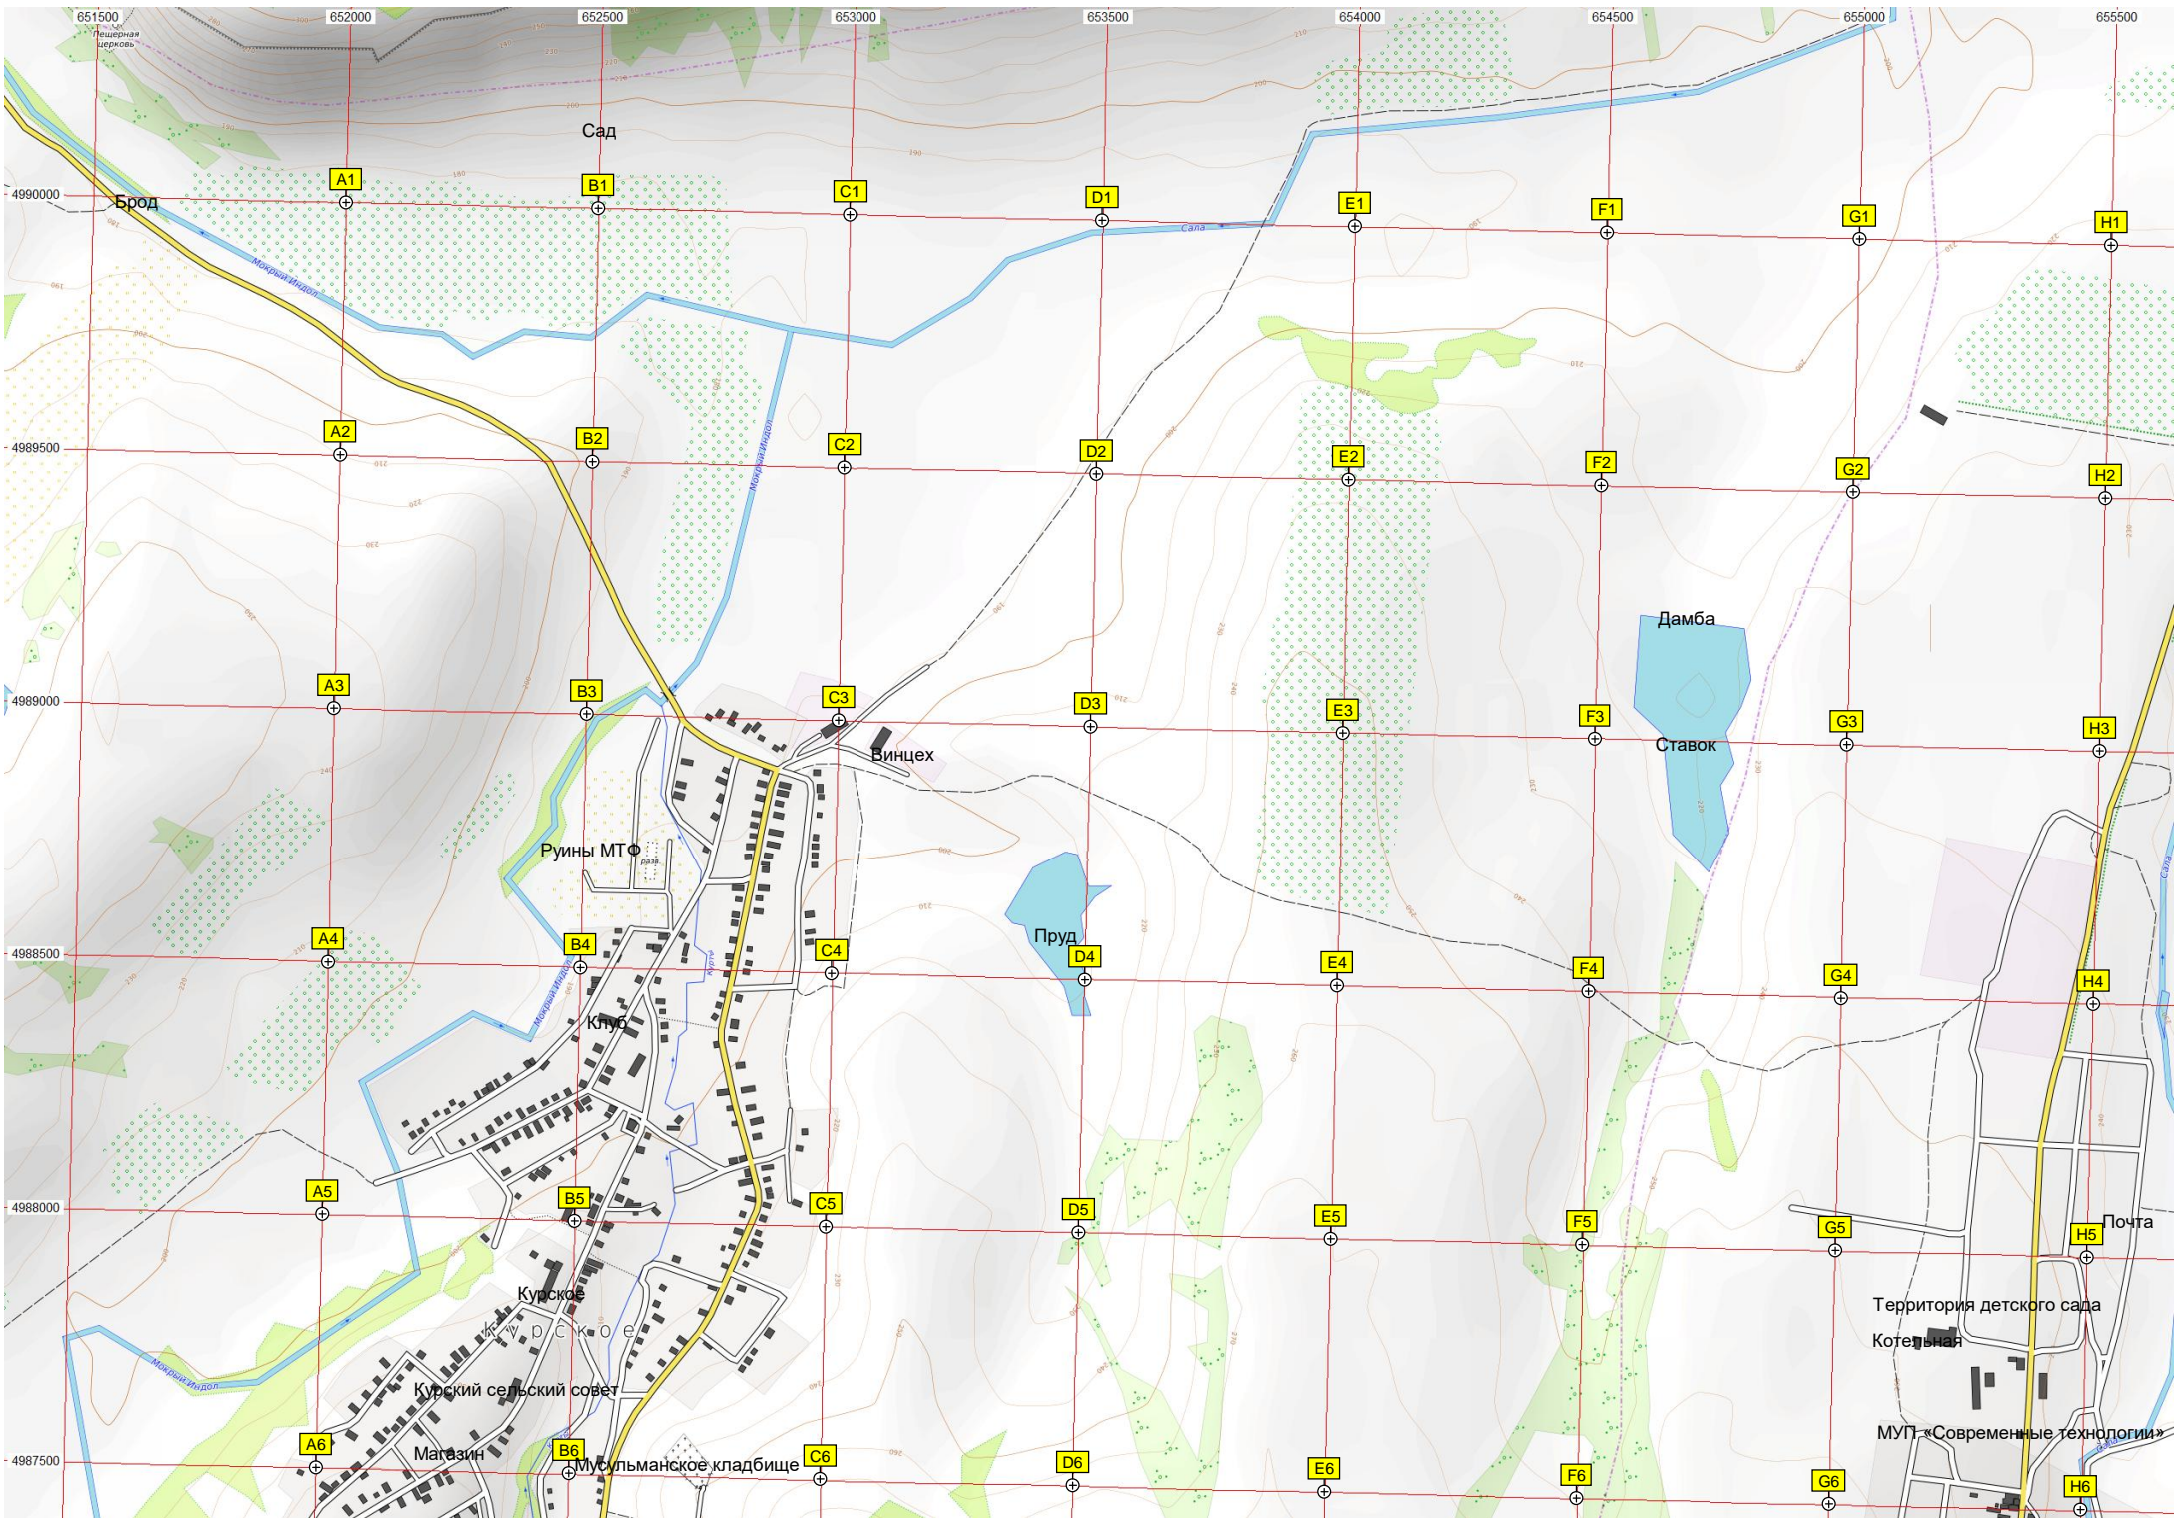 651500 652000 652500 653000 653500 654000 654500 655000 655500
Пещерная
церковь
Сад
4990000
Брод
A1 B1 C1 D1 E1 F1 G1 H1
Сала
Мокрый Индол
4989500
A2 B2 C2 D2 E2 F2 G2 H2
Мокрый Индол
Дамба
4989000
A3 B3 C3 D3 E3 F3 G3 H3
Ставок
Винцех
Руины МТФ
разв.
Сала
4988500
A4 B4 C4 D4 E4 F4 G4 H4
Пруд
Мокрый Индол
Клуб
4988000
A5 B5 C5 D5 E5 F5 G5 H5
Почта
Курское
Курское
Территория детского сада
Котельная
Мокрый Индол
Курский сельский совет
Магазин
МУП «Современные технологии»
Сала
4987500
A6 B6 C6 D6 E6 F6 G6 H6
Мусульманское кладбище